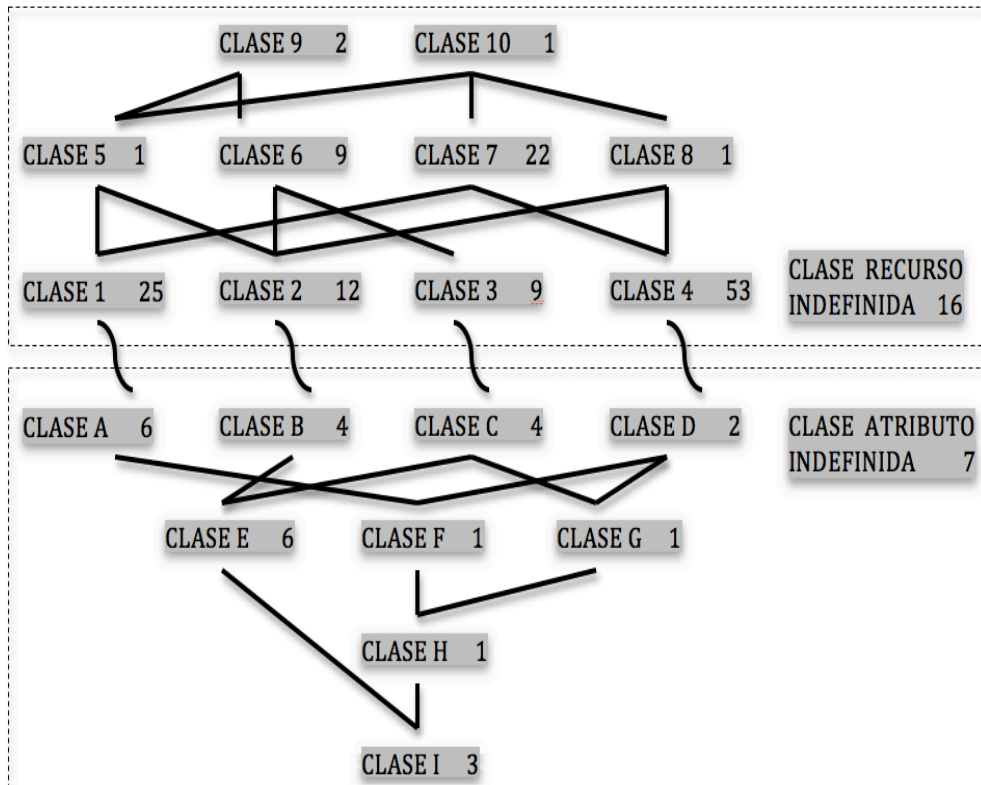 CLASE 9 2
CLASE 10 1
CLASE 5 1
CLASE 6 9
CLASE 7 22
CLASE 8 1
CLASE 1 25
CLASE 2 12
CLASE 3 9
CLASE 4 53
CLASE RECURSO
INDEFINIDA 16
CLASE A 6
CLASE B 4
CLASE C 4
CLASE D 2
CLASE ATRIBUTO
INDEFINIDA 7
CLASE E 6
CLASE F 1
CLASE G 1
CLASE H 1
CLASE I 3